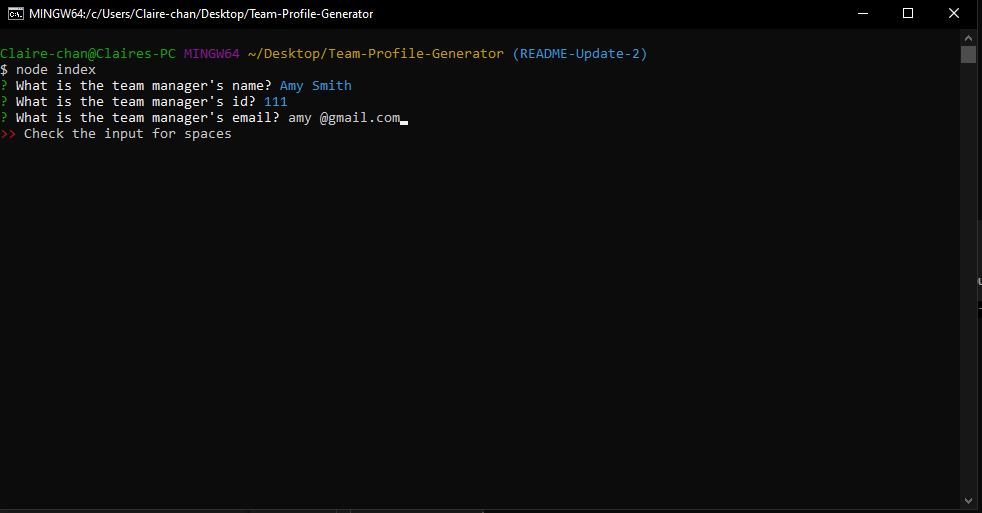 MINGW64:/c/Users/Claire-chan/Desktop/Team-Profile-Generator
Claire-chan@Claires-PC MINGW64 ~/Desktop/Team-Profile-Generator (README-Update-2)
$ node index
? What is the team manager's name? Amy Smith
? What is the team manager's id? 111
? What is the team manager's email? amy @gmail.com
>> Check the input for spaces